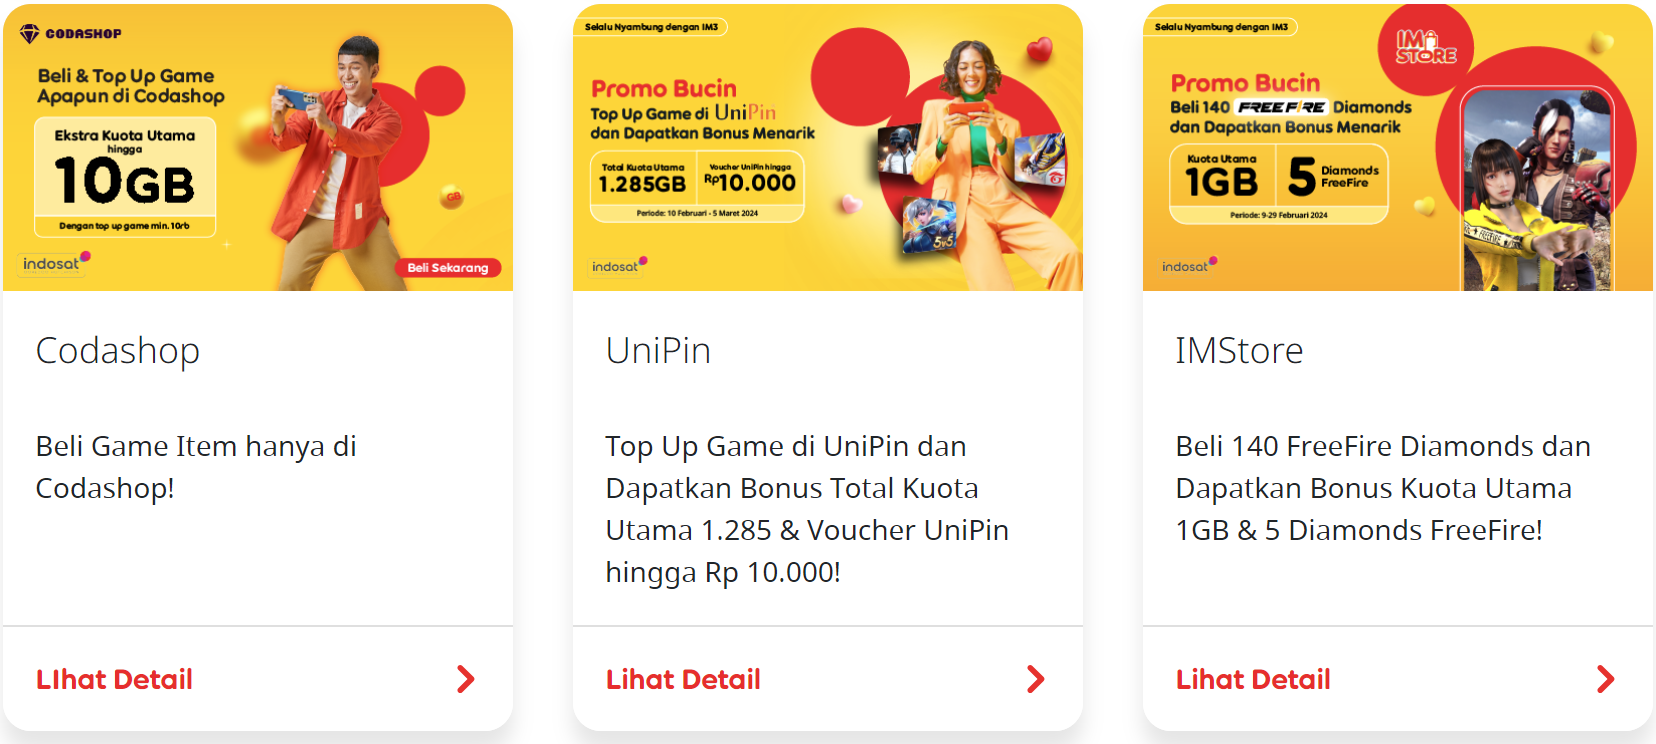 CODASHOP
Beli & Top Up Game
Apapun di Codashop
Ekstra Kuota Utama
hingga
10GB
Dengan top up game min. 10rb
GB
indosat
Beli Sekarang
Codashop
Beli Game Item hanya di
Codashop!
LIhat Detail
Selalu Nyambung dengan IM3
Promo Bucin
Top Up Game di UniPin
dan Dapatkan Bonus Menarik
Total Kuota Utama
1.285GB
Voucher UniPin hingga
Rp10.000
Periode: 10 Februari - 5 Maret 2024
5v5
indosat
UniPin
Top Up Game di UniPin dan
Dapatkan Bonus Total Kuota
Utama 1.285 & Voucher UniPin
hingga Rp 10.000!
Lihat Detail
Selalu Nyambung dengan IM3
IM
STORE
Promo Bucin
Beli 140 FREE FIRE Diamonds
dan Dapatkan Bonus Menarik
Kuota Utama
1GB
5 Diamonds
FreeFire
Periode: 9-29 Februari 2024
indosat
IMStore
Beli 140 FreeFire Diamonds dan
Dapatkan Bonus Kuota Utama
1GB & 5 Diamonds FreeFire!
Lihat Detail